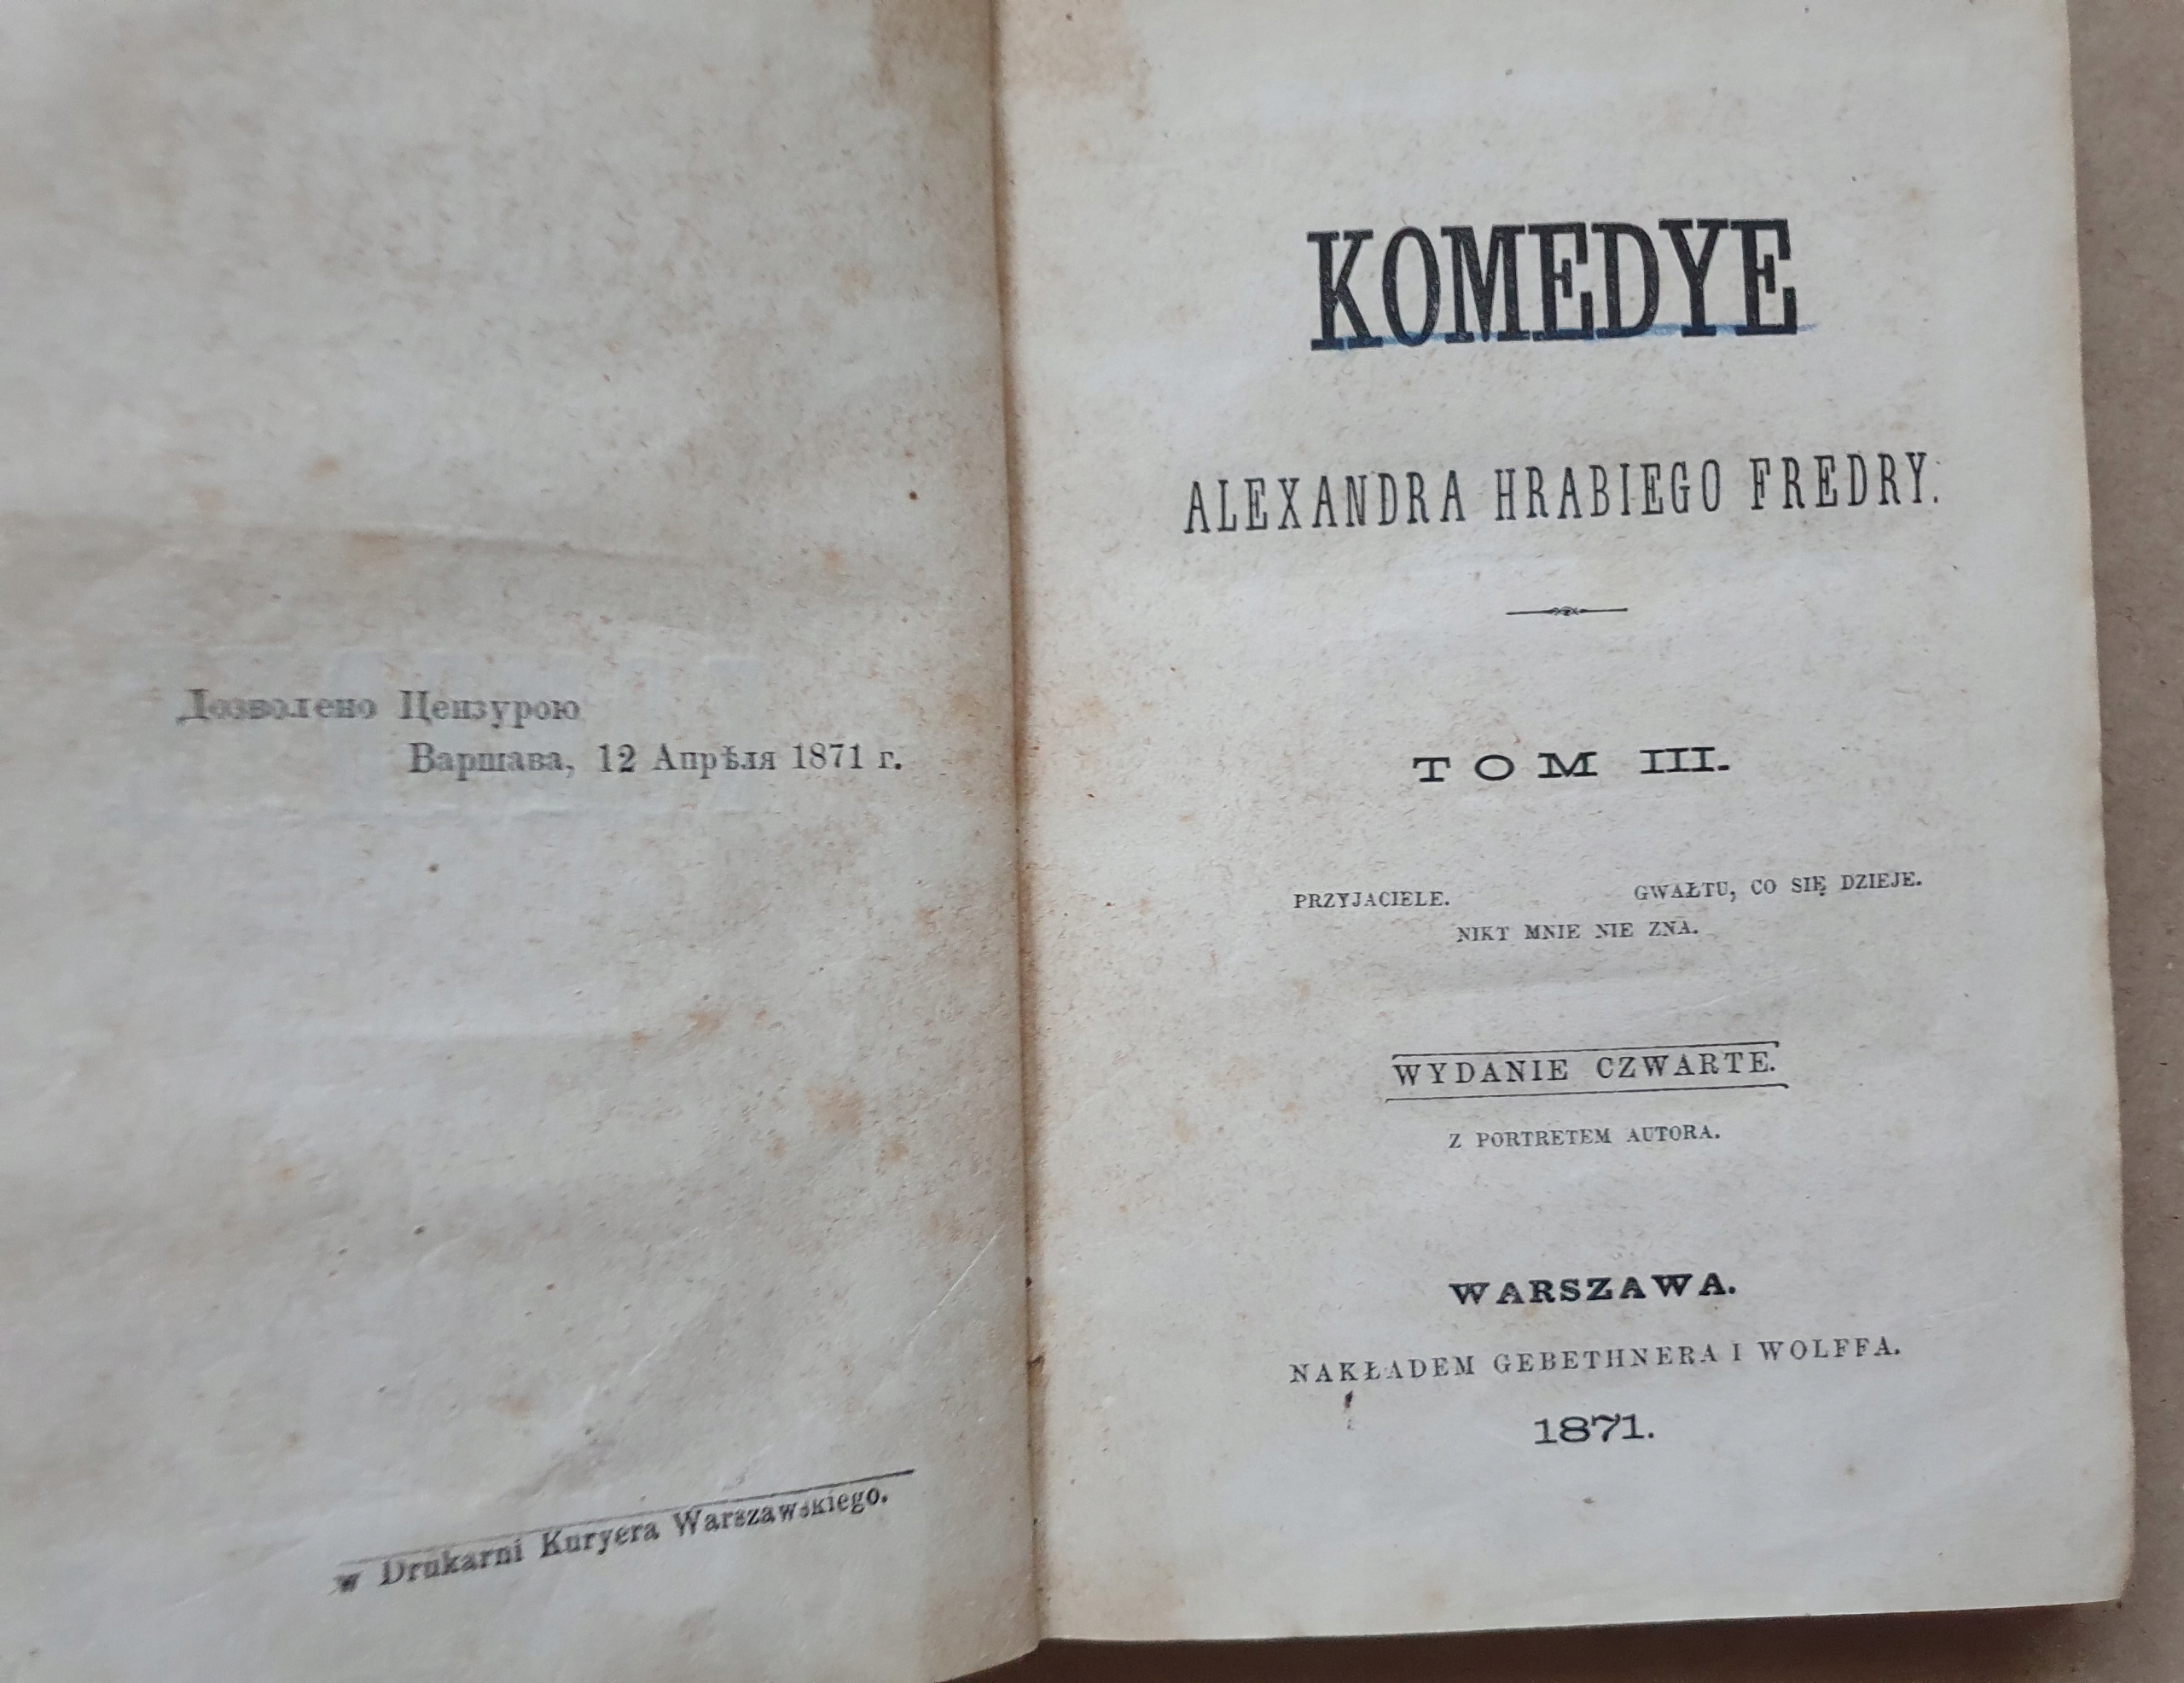 Дозволено Цензурою
Варшава, 12 Апрѣля 1871 г.
w Drukarni Kuryera Warszawskiego.
KOMEDYE
ALEXANDRA HRABIEGO FREDRY.
TOM III.
PRZYJACIELE. GWAŁTU, CO SIĘ DZIEJE.
NIKT MNIE NIE ZNA.
WYDANIE CZWARTE.
Z PORTRETEM AUTORA.
WARSZAWA.
NAKŁADEM GEBETHNERA I WOLFFA.
1871.